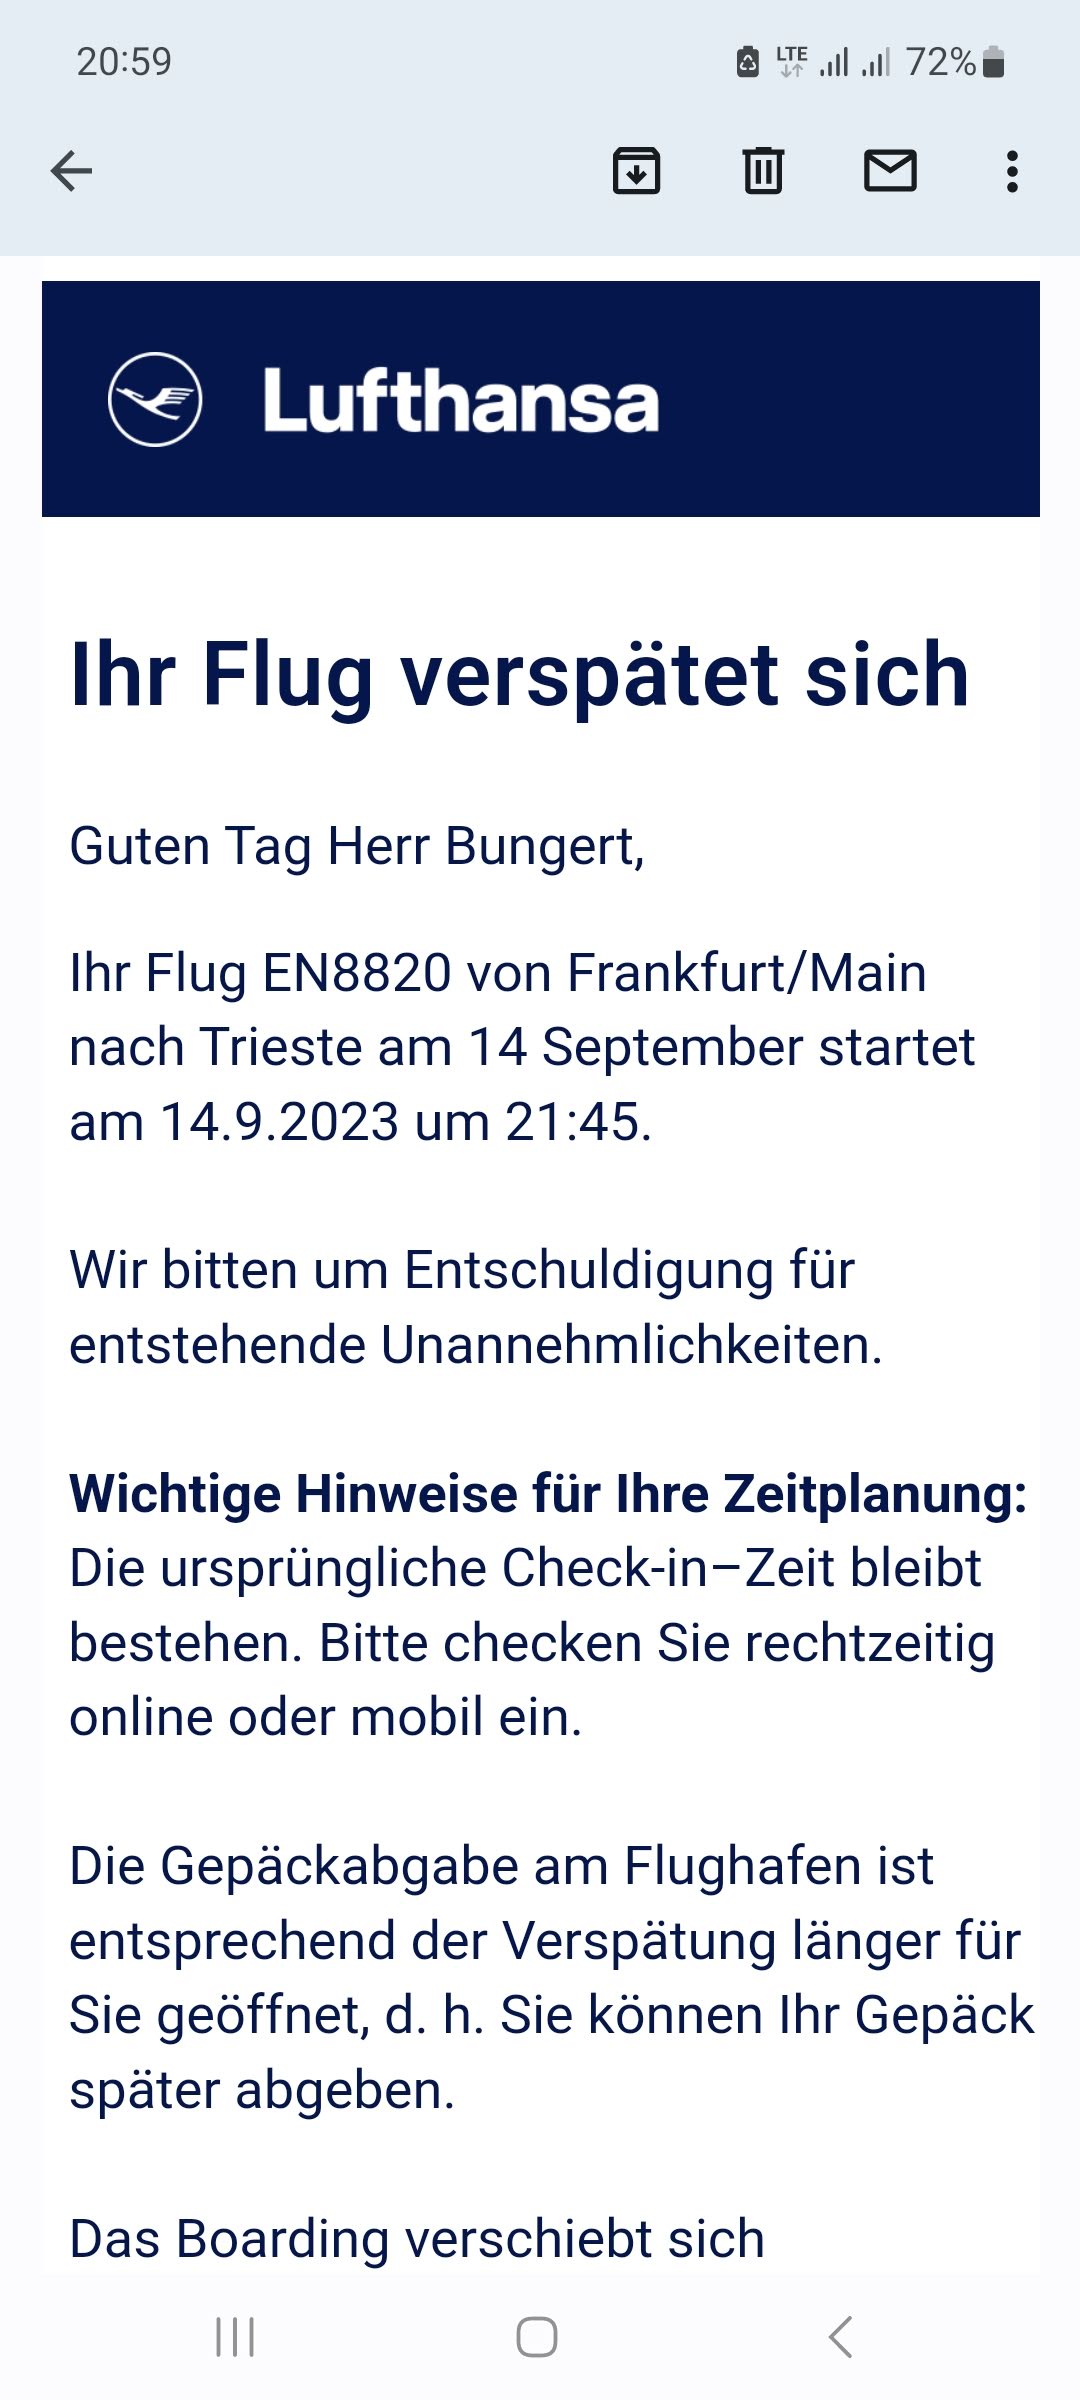 20:59
LTE
72%
Lufthansa
Ihr Flug verspätet sich
Guten Tag Herr Bungert,
Ihr Flug EN8820 von Frankfurt/Main
nach Trieste am 14 September startet
am 14.9.2023 um 21:45.
Wir bitten um Entschuldigung für
entstehende Unannehmlichkeiten.
Wichtige Hinweise für Ihre Zeitplanung:
Die ursprüngliche Check-in–Zeit bleibt
bestehen. Bitte checken Sie rechtzeitig
online oder mobil ein.
Die Gepäckabgabe am Flughafen ist
entsprechend der Verspätung länger für
Sie geöffnet, d. h. Sie können Ihr Gepäck
später abgeben.
Das Boarding verschiebt sich